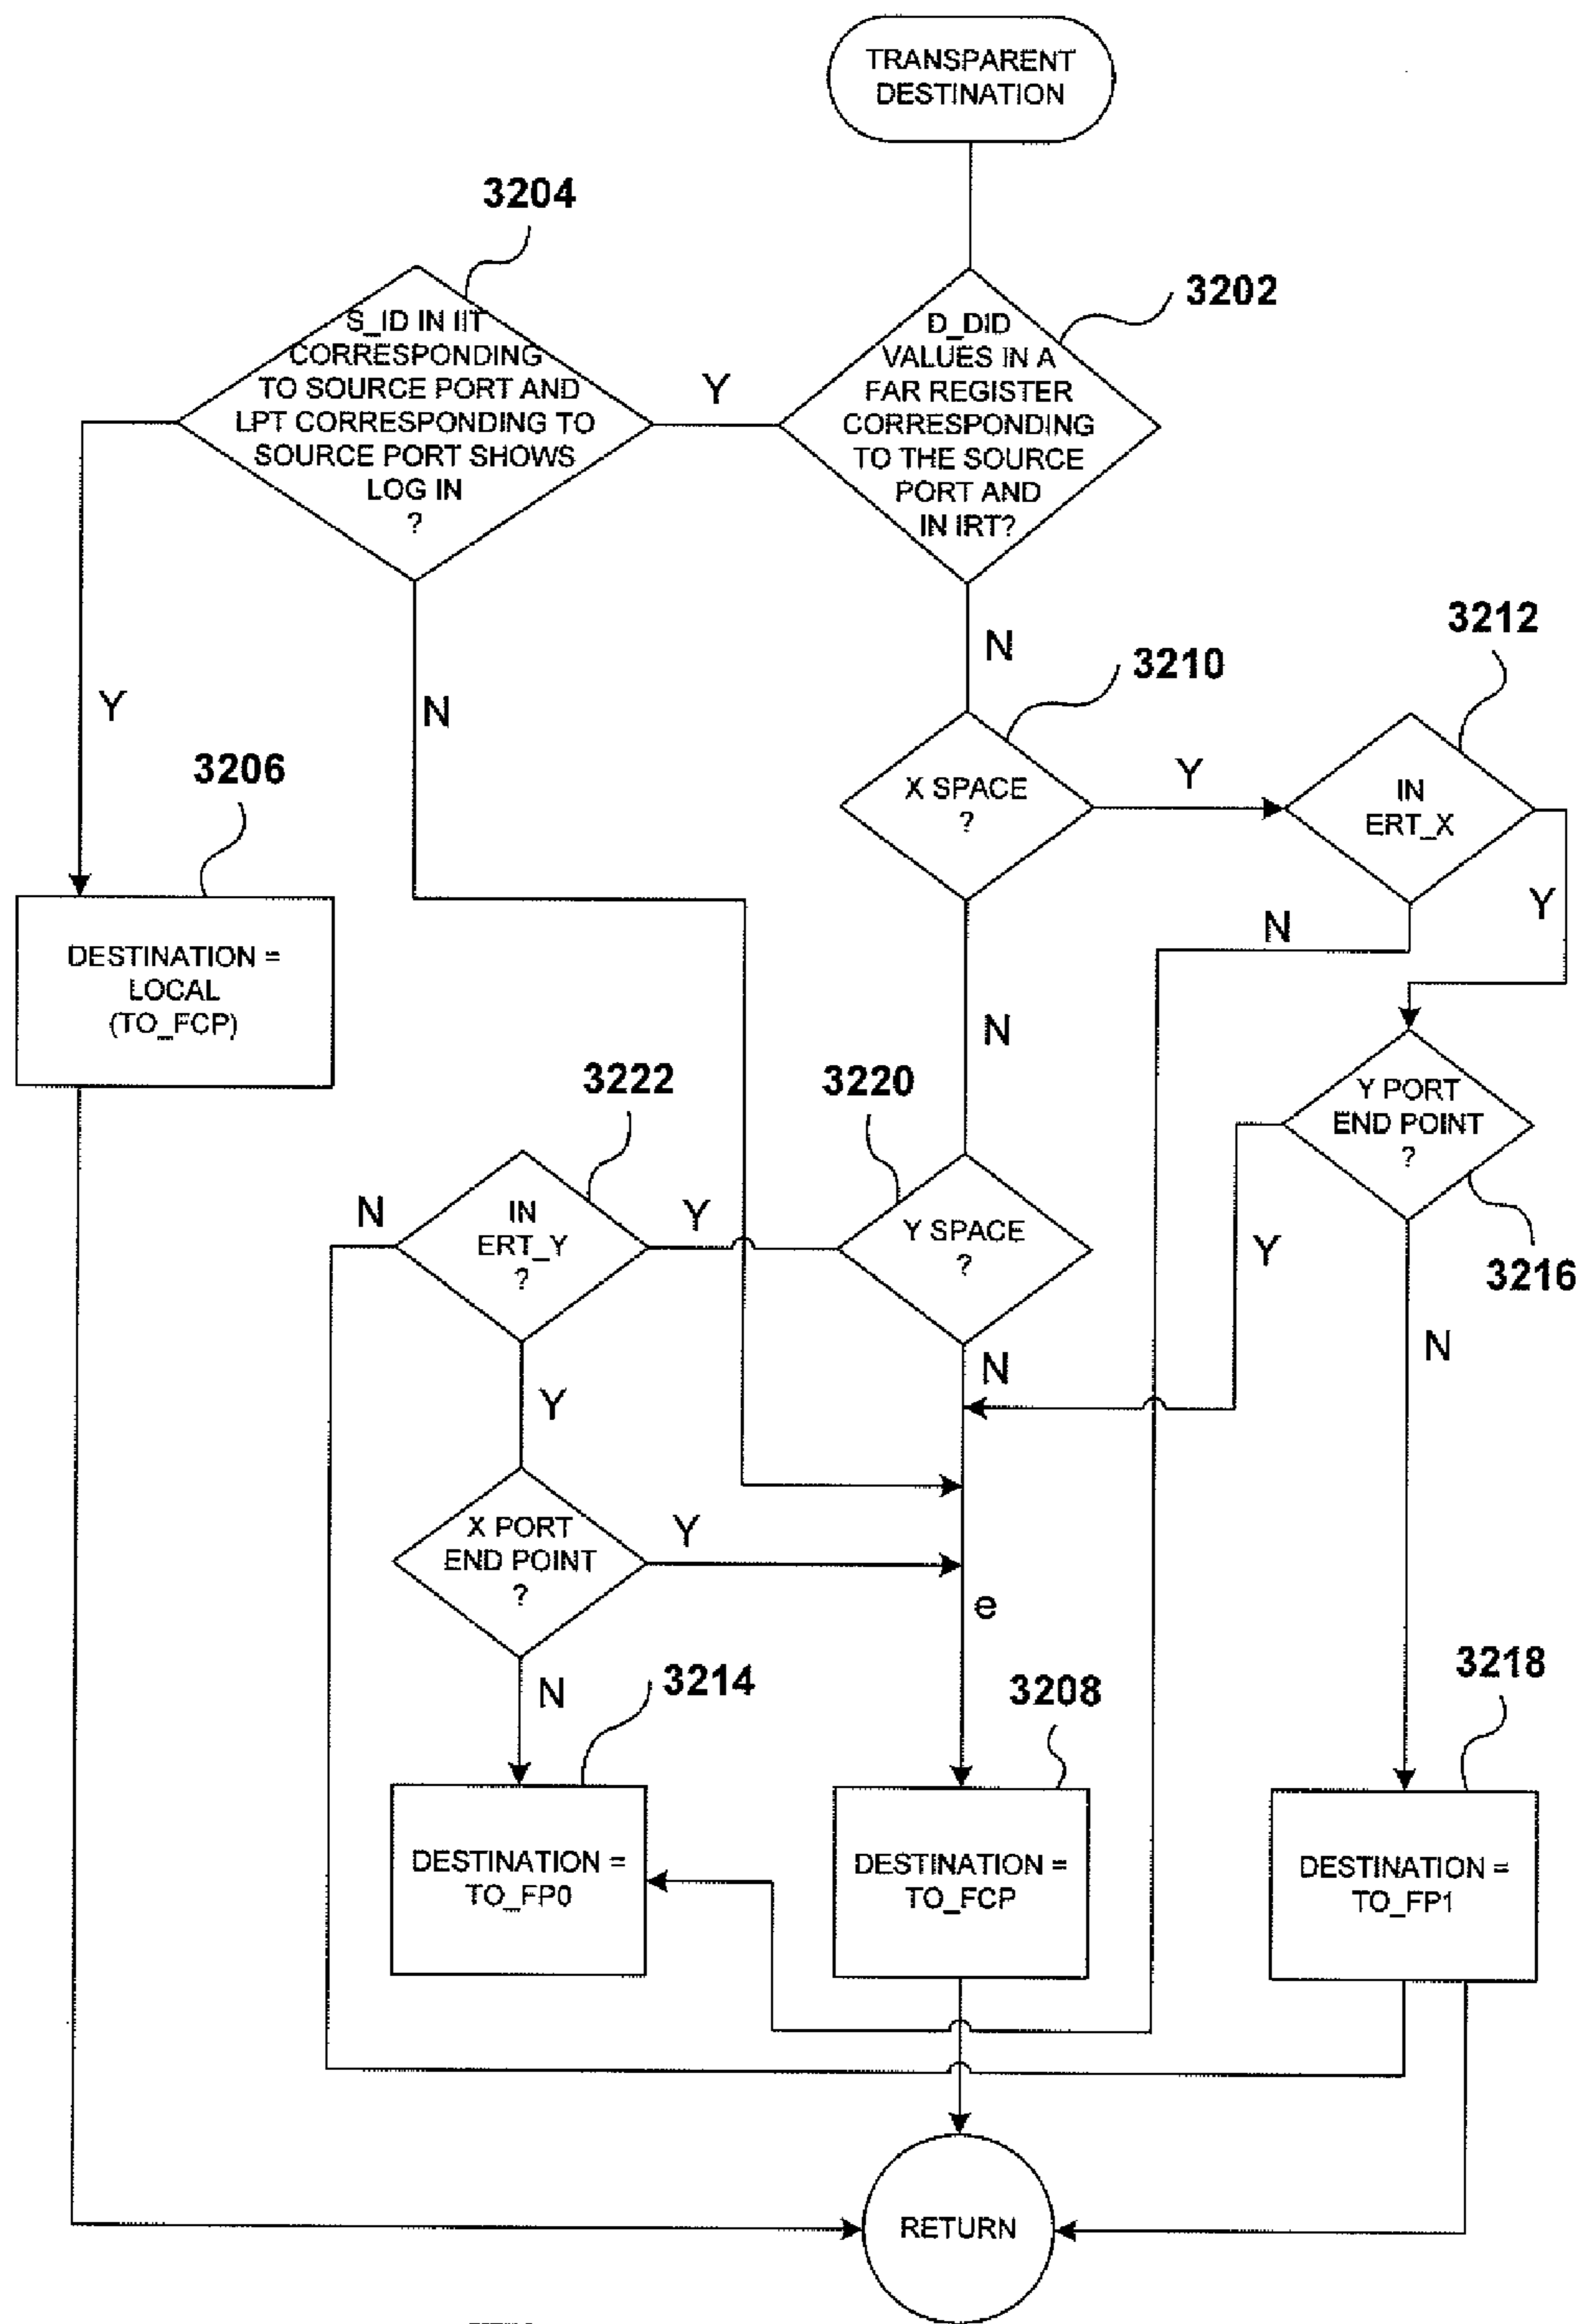 TRANSPARENT
DESTINATION
3204
3202
S_ID IN IIT
CORRESPONDING
TO SOURCE PORT AND
LPT CORRESPONDING TO
SOURCE PORT SHOWS
LOG IN
?
Y
D_DID
VALUES IN A
FAR REGISTER
CORRESPONDING
TO THE SOURCE
PORT AND
IN IRT?
N
3212
3210
Y
N
3206
X SPACE
?
Y
IN
ERT_X
Y
N
DESTINATION =
LOCAL
(TO_FCP)
N
3222
3220
Y PORT
END POINT
?
N
IN
ERT_Y
?
Y
Y SPACE
?
Y
3216
N
N
Y
X PORT
END POINT
?
Y
e
N
3214
3208
3218
DESTINATION =
TO_FP0
DESTINATION =
TO_FCP
DESTINATION =
TO_FP1
RETURN